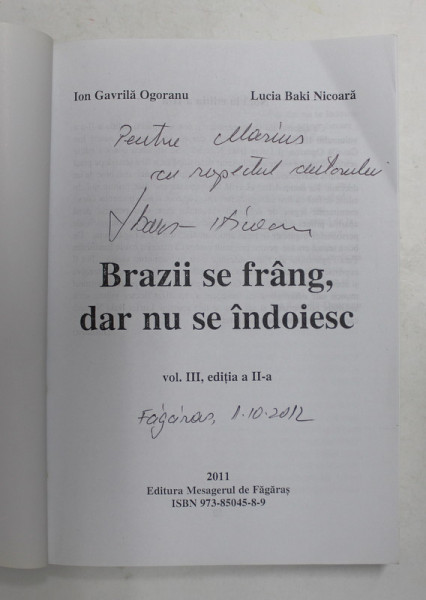 Ion Gavrilă Ogoranu Lucia Baki Nicoară
Pentru Marius
cu respectul autorului
Brazii se frâng,
dar nu se îndoiesc
vol. III, ediția a II-a
Făgăraș, 1.10.2012
2011
Editura Mesagerul de Făgăraș
ISBN 973-85045-8-9